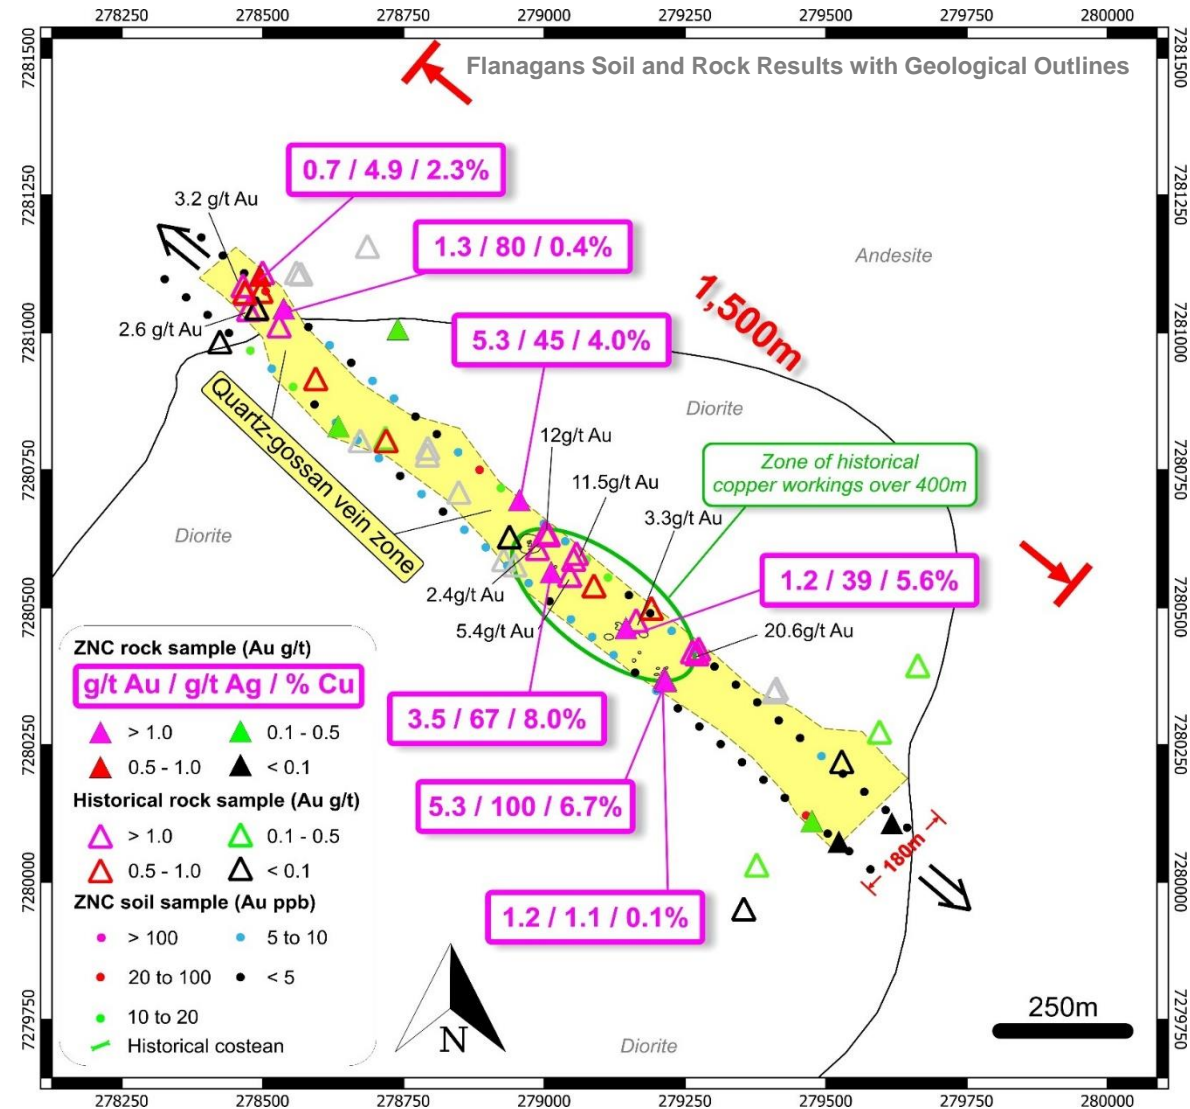 278250 278500 278750 279000 279250 279500 279750 280000
7281500
7281500
Flanagans Soil and Rock Results with Geological Outlines
0.7 / 4.9 / 2.3%
3.2 g/t Au
7281250
7281250
1.3 / 80 / 0.4%
Andesite
1,500m
2.6 g/t Au
7281000
7281000
5.3 / 45 / 4.0%
Quartz-gossan vein zone
Diorite
12g/t Au
Zone of historical
copper workings over 400m
7280750
7280750
11.5g/t Au
3.3g/t Au
Diorite
2.4g/t Au
1.2 / 39 / 5.6%
7280500
7280500
5.4g/t Au
20.6g/t Au
3.5 / 67 / 8.0%
5.3 / 100 / 6.7%
7280250
7280250
180m
1.2 / 1.1 / 0.1%
7280000
7280000
ZNC rock sample (Au g/t)
g/t Au / g/t Ag / % Cu
> 1.0 0.1 - 0.5
0.5 - 1.0 < 0.1
Historical rock sample (Au g/t)
> 1.0 0.1 - 0.5
0.5 - 1.0 < 0.1
ZNC soil sample (Au ppb)
> 100 5 to 10
20 to 100 < 5
10 to 20
Historical costean
N
Diorite
250m
7279750
7279750
278250 278500 278750 279000 279250 279500 279750 280000